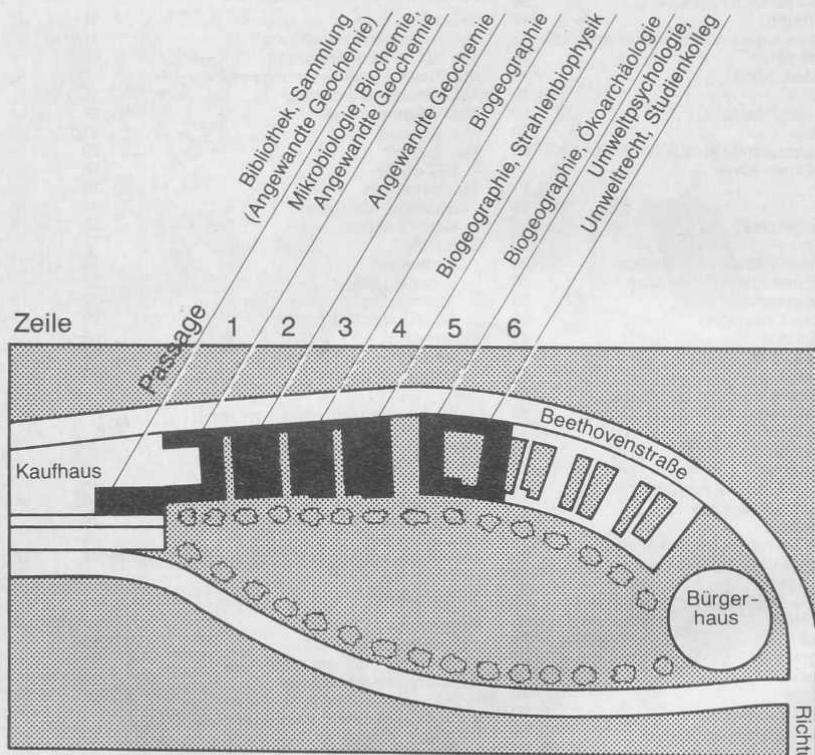 Bibliothek, Sammlung
(Angewandte Geochemie)
Mikrobiologie, Biochemie,
Angewandte Geochemie
Angewandte Geochemie
Biogeographie
Biogeographie, Strahlenbiophysik
Biogeographie, Ökoarchäologie
Umweltpsychologie,
Umweltrecht, Studienkolleg
Zeile
Passage
1
2
3
4
5
6
Beethovenstraße
Kaufhaus
Bürger-
haus